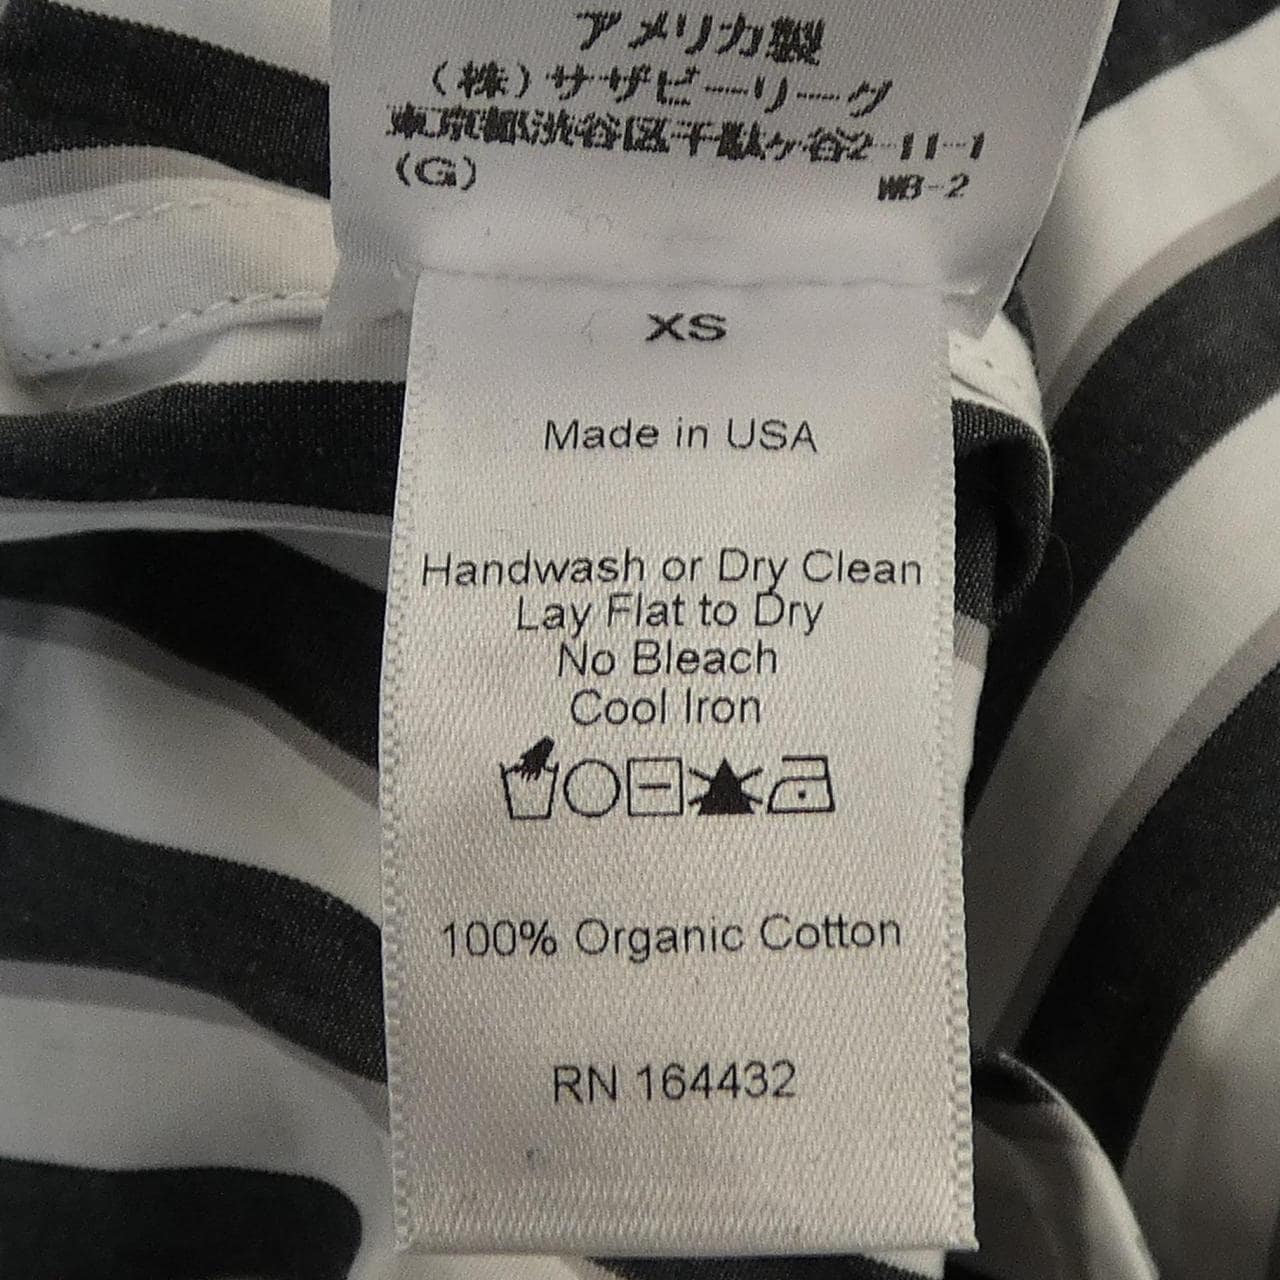 アメリカ製
(株)サザビーリーグ
東京都渋谷区千駄ヶ谷2-11-1
(G)
WB-2
XS
Made in USA
Handwash or Dry Clean
Lay Flat to Dry
No Bleach
Cool Iron
100% Organic Cotton
RN 164432